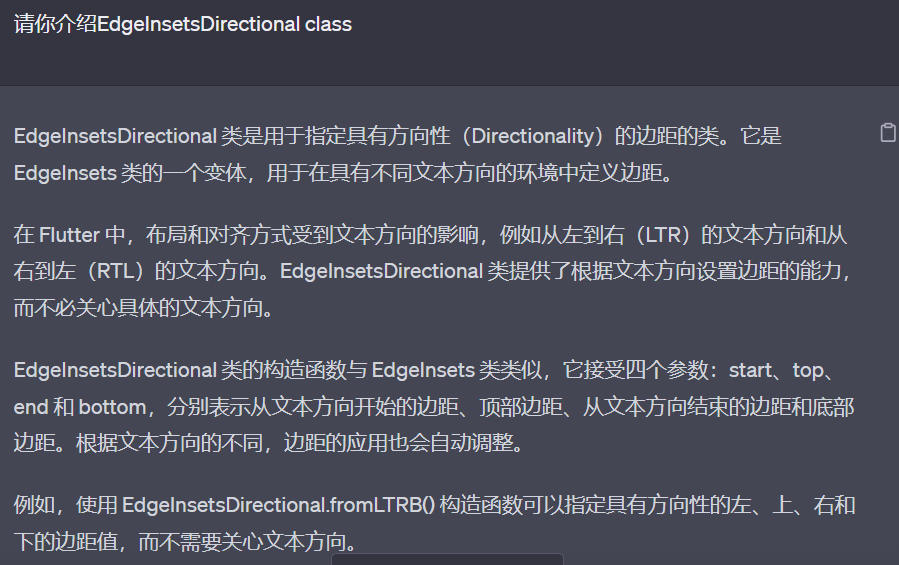 请你介绍EdgeInsetsDirectional class
EdgeInsetsDirectional 类是用于指定具有方向性（Directionality）的边距的类。它是
EdgeInsets 类的一个变体，用于在具有不同文本方向的环境中定义边距。
在 Flutter 中，布局和对齐方式受到文本方向的影响，例如从左到右（LTR）的文本方向和从
右到左（RTL）的文本方向。EdgeInsetsDirectional 类提供了根据文本方向设置边距的能力，
而不必关心具体的文本方向。
EdgeInsetsDirectional 类的构造函数与 EdgeInsets 类类似，它接受四个参数：start、top、
end 和 bottom，分别表示从文本方向开始的边距、顶部边距、从文本方向结束的边距和底部
边距。根据文本方向的不同，边距的应用也会自动调整。
例如，使用 EdgeInsetsDirectional.fromLTRB() 构造函数可以指定具有方向性的左、上、右和
下的边距值，而不需要关心文本方向。